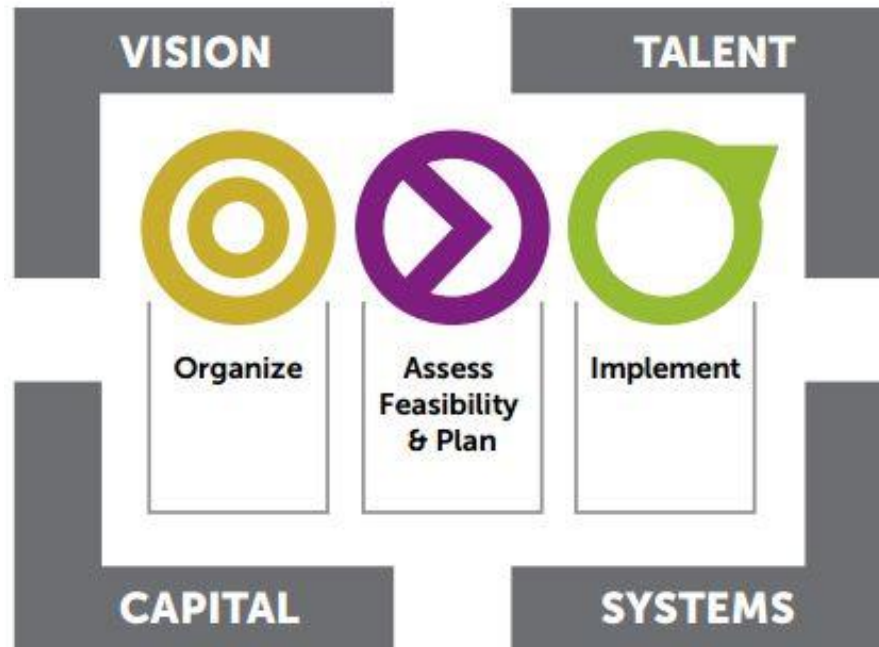 VISION
TALENT
Organize
Assess
Feasibility
& Plan
Implement
CAPITAL
SYSTEMS